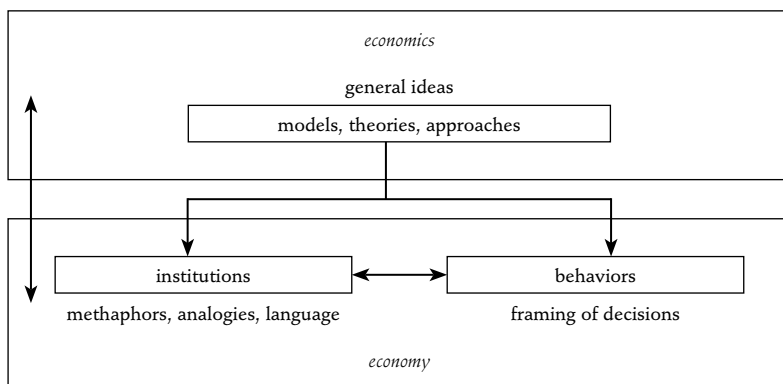 economics
general ideas
models, theories, approaches
institutions
behaviors
methaphors, analogies, language
framing of decisions
economy